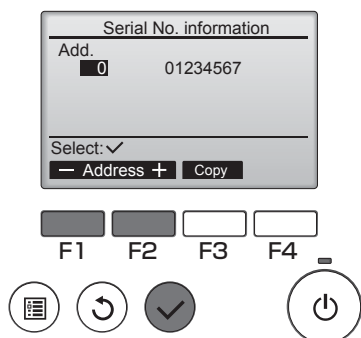 Serial No. information
Add.
0 01234567
Select:✓
− Address + Copy
F1 F2 F3 F4